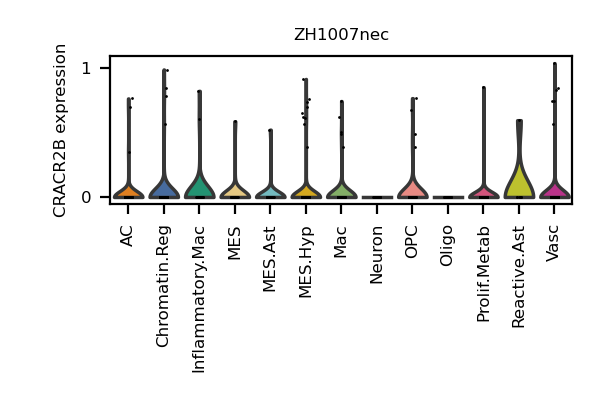 ZH1007nec
CRACR2B expression
1
0
AC
Chromatin.Reg
Inflammatory.Mac
MES
MES.Ast
MES.Hyp
Mac
Neuron
OPC
Oligo
Prolif.Metab
Reactive.Ast
Vasc